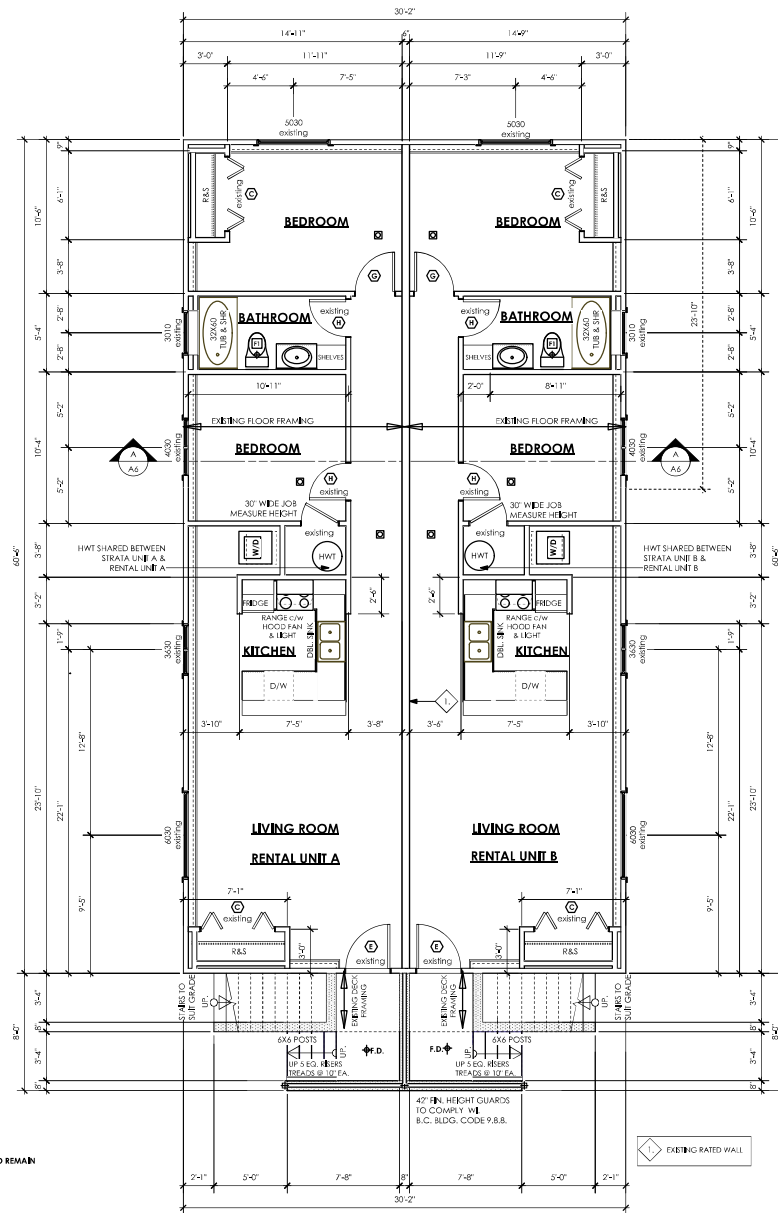 30'-2"
14'-11" 6" 14'-9"
3'-0" 11'-11" 11'-9" 3'-0"
4'-6" 7'-5" 7'-3" 4'-6"
5030
existing
5030
existing
9"
6'-1"
10'-6"
3'-8"
R&S
existing
C
BEDROOM
G
BEDROOM
G
existing
C
R&S
9"
6'-1"
10'-6"
3'-8"
23'-10"
2'-8"
5'-4"
2'-8"
3010
existing
32X60
TUB & SHR
BATHROOM
F1
SHELVES
existing
H
existing
H
BATHROOM
SHELVES
F1
32X60
TUB & SHR
3010
existing
2'-8"
5'-4"
2'-8"
10'-11" 2'-0" 8'-11"
EXISTING FLOOR FRAMING
EXISTING FLOOR FRAMING
5'-2"
10'-4"
5'-2"
4030
existing
A
A6
BEDROOM
H
existing
30" WIDE JOB
MEASURE HEIGHT
BEDROOM
H
existing
30" WIDE JOB
MEASURE HEIGHT
4030
existing
A
A6
5'-2"
10'-4"
5'-2"
60'-6"
60'-6"
HWT SHARED BETWEEN
STRATA UNIT A &
RENTAL UNIT A
W/D
existing
HWT
existing
HWT
W/D
HWT SHARED BETWEEN
STRATA UNIT B &
RENTAL UNIT B
3'-8"
3'-2"
3'-8"
3'-2"
FRIDGE
RANGE c/w
HOOD FAN
& LIGHT
DBL. SINK
KITCHEN
D/W
2'-6"
2'-6"
FRIDGE
RANGE c/w
HOOD FAN
& LIGHT
DBL. SINK
KITCHEN
D/W
1.
3630
existing
3630
existing
1'-9"
12'-8"
23'-10"
22'-1"
9'-5"
1'-9"
12'-8"
23'-10"
22'-1"
9'-5"
3'-10" 7'-5" 3'-8" 3'-6" 7'-5" 3'-10"
6030
existing
6030
existing
LIVING ROOM
RENTAL UNIT A
LIVING ROOM
RENTAL UNIT B
7'-1"
C
existing
R&S
3'-0"
E
existing
E
existing
7'-1"
C
existing
R&S
3'-0"
STAIRS TO
SUIT GRADE
UP.
EXISTING DECK
FRAMING
EXISTING DECK
FRAMING
UP.
STAIRS TO
SUIT GRADE
3'-4"
8"
3'-4"
8"
8'-0"
3'-4"
8"
3'-4"
8"
8'-0"
6X6 POSTS
UP.
F.D.
UP 5 EQ. RISERS
TREADS @ 10" EA.
F.D.
6X6 POSTS
UP.
UP 5 EQ. RISERS
TREADS @ 10" EA.
42" FIN. HEIGHT GUARDS
TO COMPLY WI.
B.C. BLDG. CODE 9.8.8.
1. EXISTING RATED WALL
REMAIN
2'-1" 5'-0" 7'-8" 8" 7'-8" 5'-0" 2'-1"
30'-2"